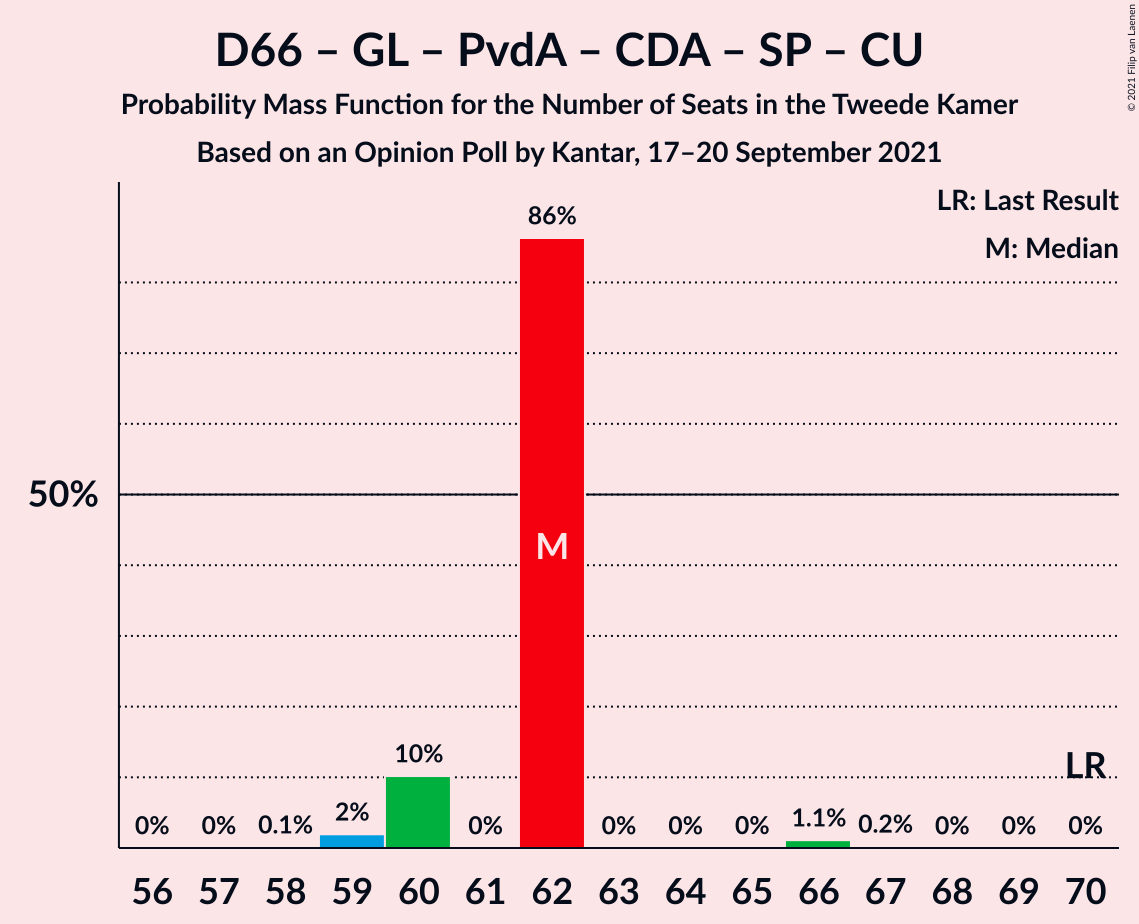 D66 – GL – PvdA – CDA – SP – CU
Probability Mass Function for the Number of Seats in the Tweede Kamer
Based on an Opinion Poll by Kantar, 17–20 September 2021
© 2021 Filip van Laenen
LR: Last Result
M: Median
86%
50%
M
10%
LR
0% 0% 0.1% 2% 0% 0% 0% 0% 1.1% 0.2% 0% 0% 0%
56 57 58 59 60 61 62 63 64 65 66 67 68 69 70